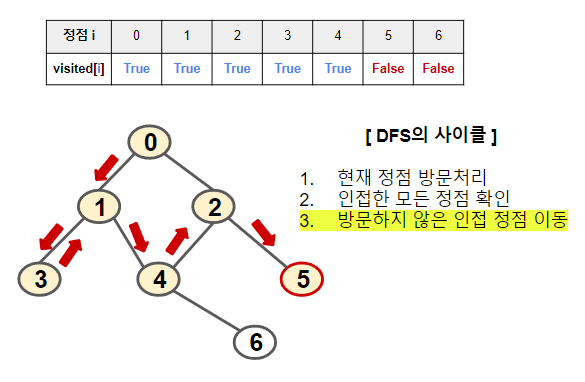 정점 i 0 1 2 3 4 5 6
visited[i] True True True True True False False
[ DFS의 사이클 ]
1. 현재 정점 방문처리
2. 인접한 모든 정점 확인
3. 방문하지 않은 인접 정점 이동
0
1 2
3 4 5
6